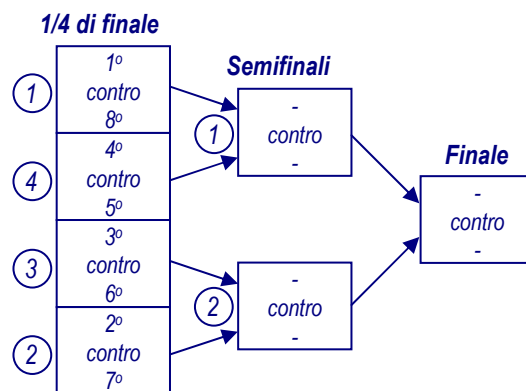 1/4 di finale
1
1º
contro
8º
4
4º
contro
5º
3
3º
contro
6º
2
2º
contro
7º
Semifinali
1
-
contro
-
2
-
contro
-
Finale
-
contro
-